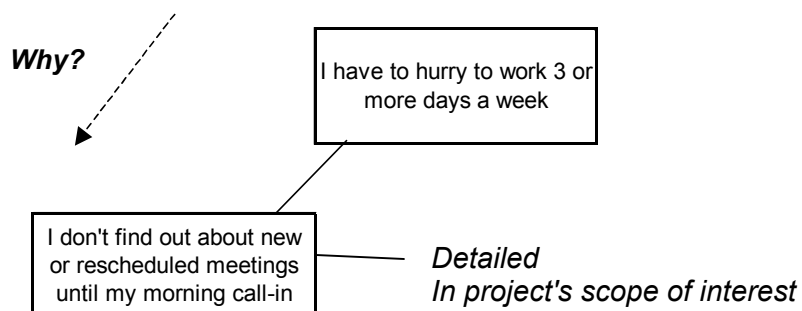 Why?
I have to hurry to work 3 or
more days a week
I don't find out about new
or rescheduled meetings
until my morning call-in
Detailed
In project's scope of interest